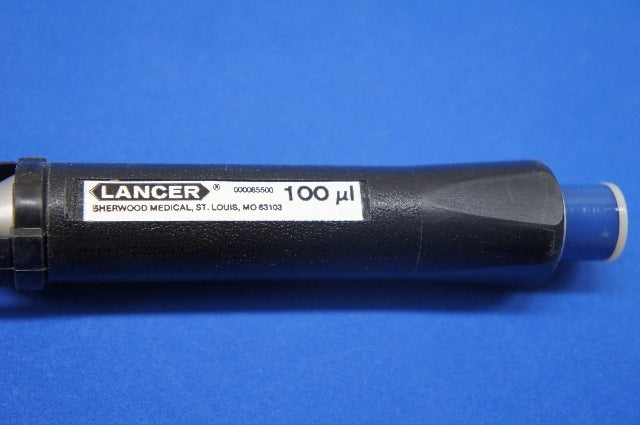 LANCER® 000065500 100 µl
SHERWOOD MEDICAL, ST. LOUIS, MO 63103